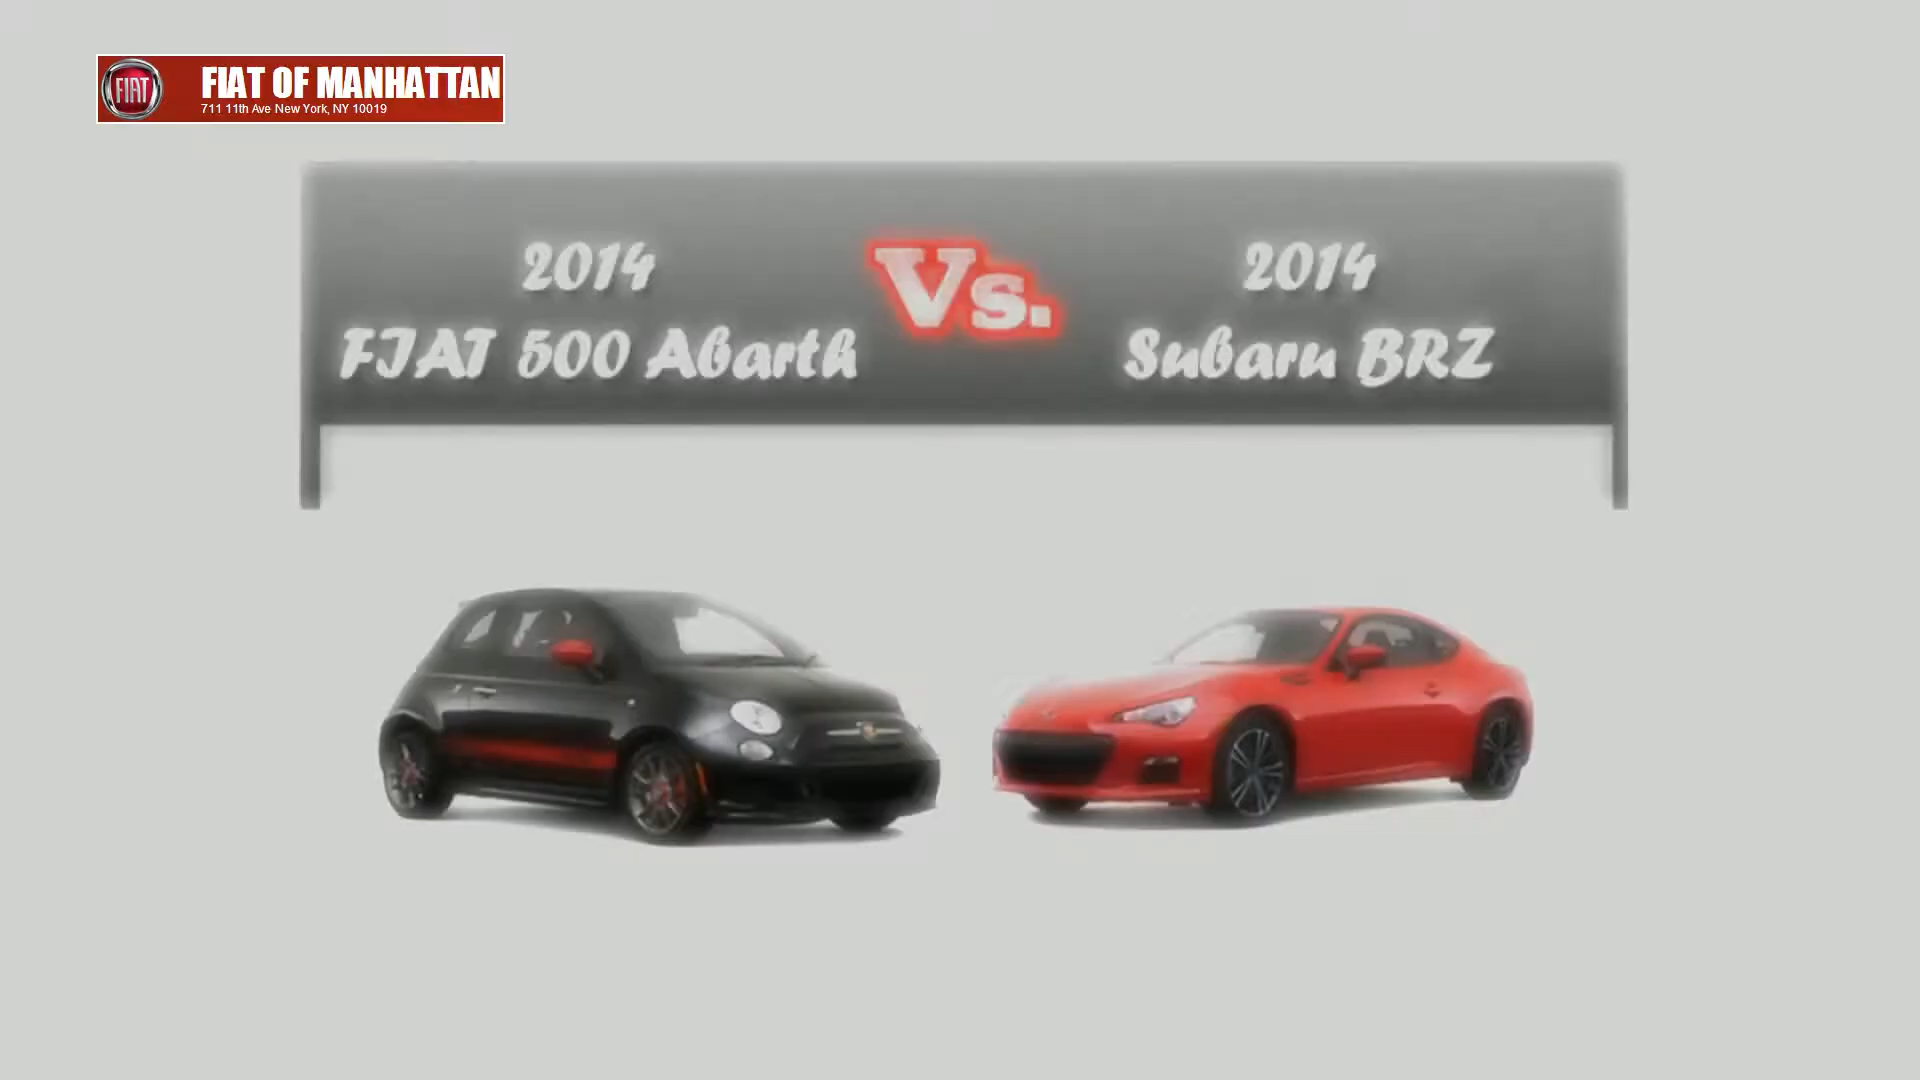 FIAT
FIAT OF MANHATTAN
711 11th Ave New York, NY 10019
2014
FIAT 500 Abarth
Vs.
2014
Subaru BRZ